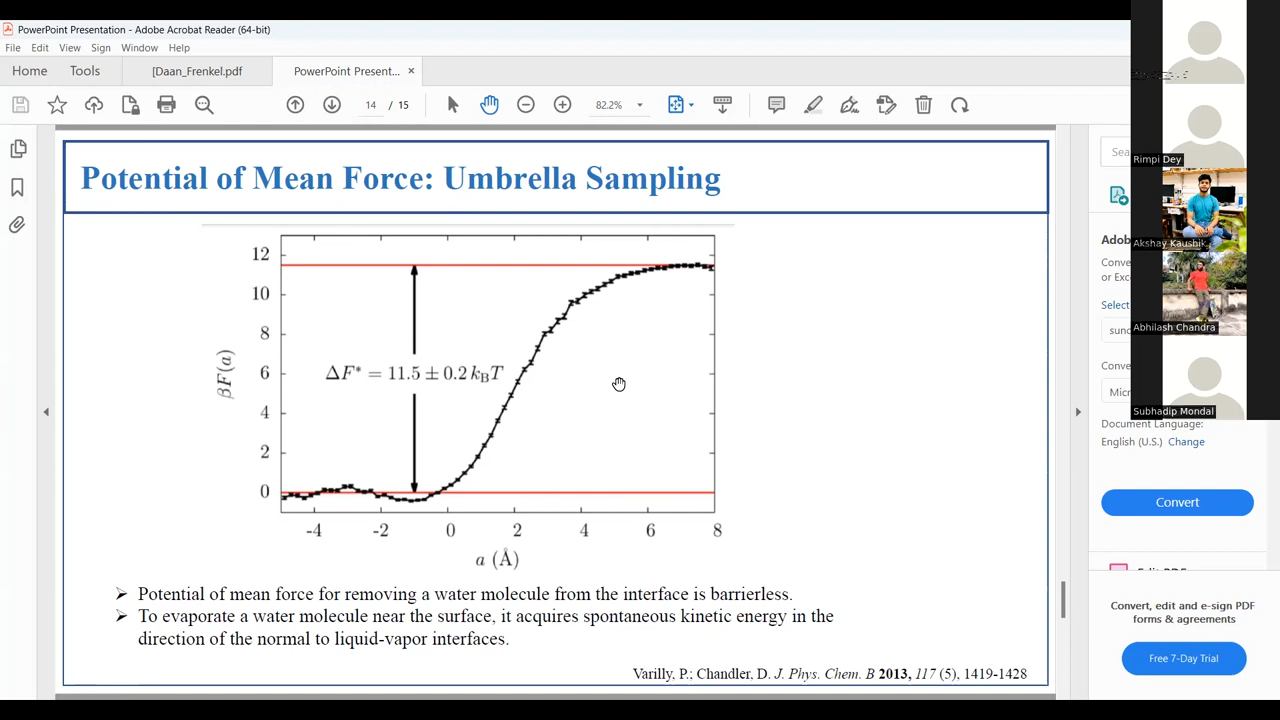 PowerPoint Presentation - Adobe Acrobat Reader (64-bit)
File Edit View Sign Window Help
Home Tools [Daan_Frenkel.pdf PowerPoint Present... ×
14 / 15 82.2%
Potential of Mean Force: Umbrella Sampling
12
10
8
6
4
2
0
βF(a)
ΔF* = 11.5 ± 0.2 kBT
-4 -2 0 2 4 6 8
a (Å)
➢ Potential of mean force for removing a water molecule from the interface is barrierless.
➢ To evaporate a water molecule near the surface, it acquires spontaneous kinetic energy in the
direction of the normal to liquid-vapor interfaces.
Varilly, P.; Chandler, D. J. Phys. Chem. B 2013, 117 (5), 1419-1428
Rimpi Dey
Akshay Kaushik
Abhilash Chandra
Subhadip Mondal
Sea
Adob
Conve
or Exce
Select
Conve
Micr
Document Language:
English (U.S.) Change
Convert
Convert, edit and e-sign PDF
forms & agreements
Free 7-Day Trial